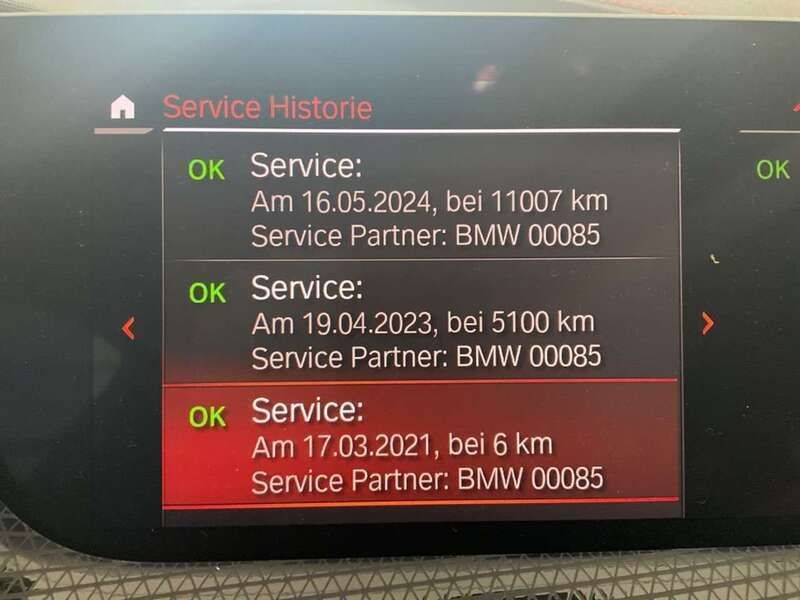 Service Historie
OK Service:
Am 16.05.2024, bei 11007 km
Service Partner: BMW 00085
OK
OK Service:
Am 19.04.2023, bei 5100 km
Service Partner: BMW 00085
OK Service:
Am 17.03.2021, bei 6 km
Service Partner: BMW 00085